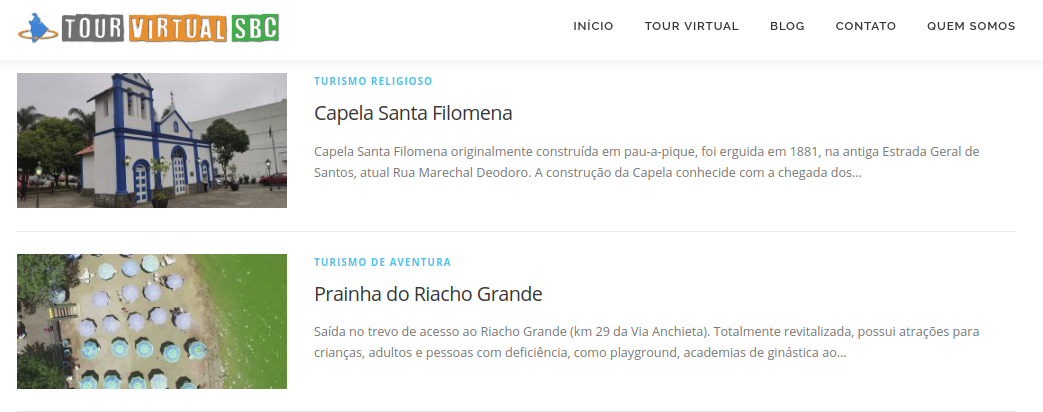 TOUR VIRTUAL SBC
INÍCIO TOUR VIRTUAL BLOG CONTATO QUEM SOMOS
TURISMO RELIGIOSO
Capela Santa Filomena
Capela Santa Filomena originalmente construída em pau-a-pique, foi erguida em 1881, na antiga Estrada Geral de
Santos, atual Rua Marechal Deodoro. A construção da Capela conhecide com a chegada dos...
TURISMO DE AVENTURA
Prainha do Riacho Grande
Saída no trevo de acesso ao Riacho Grande (km 29 da Via Anchieta). Totalmente revitalizada, possui atrações para
crianças, adultos e pessoas com deficiência, como playground, academias de ginástica ao...